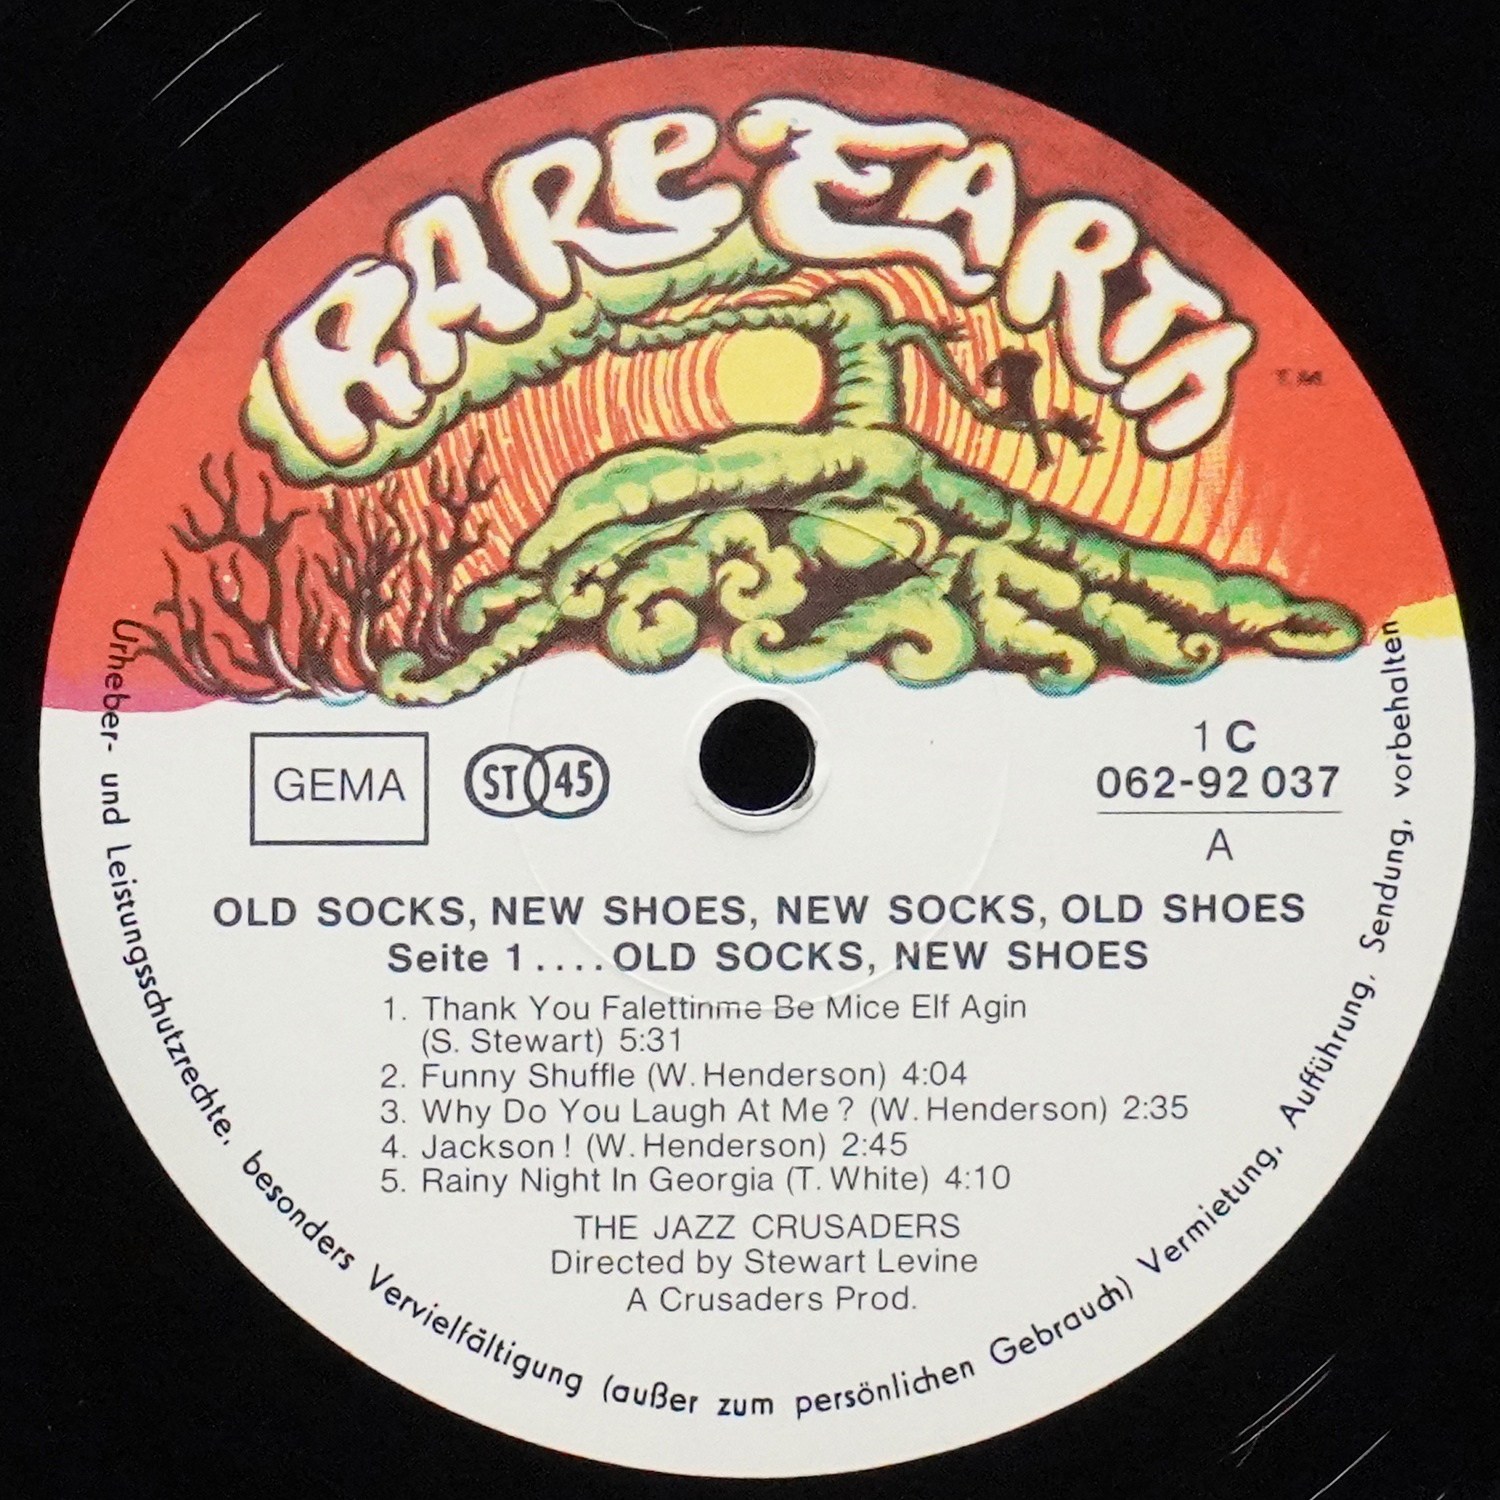 RARE EARTH
T.M.
GEMA
ST 45
1 C
062-92 037
A
OLD SOCKS, NEW SHOES, NEW SOCKS, OLD SHOES
Seite 1....OLD SOCKS, NEW SHOES
1. Thank You Falettinme Be Mice Elf Agin
(S. Stewart) 5:31
2. Funny Shuffle (W. Henderson) 4:04
3. Why Do You Laugh At Me? (W. Henderson) 2:35
4. Jackson! (W. Henderson) 2:45
5. Rainy Night In Georgia (T. White) 4:10
THE JAZZ CRUSADERS
Directed by Stewart Levine
A Crusaders Prod.
Urheber- und Leistungsschutzrechte, besonders Vervielfältigung (außer zum persönlichen Gebrauch) Vermietung, Aufführung, Sendung, vorbehalten